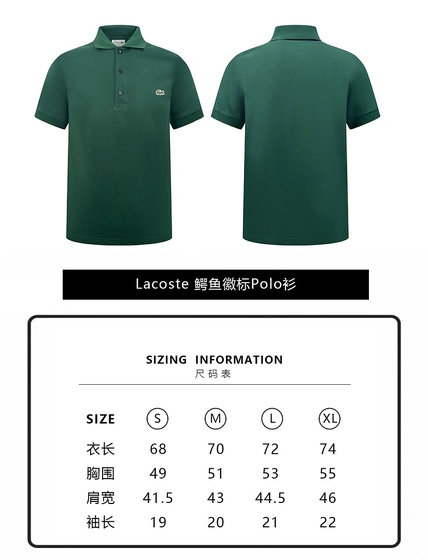 Lacoste 鳄鱼徽标Polo衫
SIZING INFORMATION
尺码表
SIZE S M L XL
衣长 68 70 72 74
胸围 49 51 53 55
肩宽 41.5 43 44.5 46
袖长 19 20 21 22